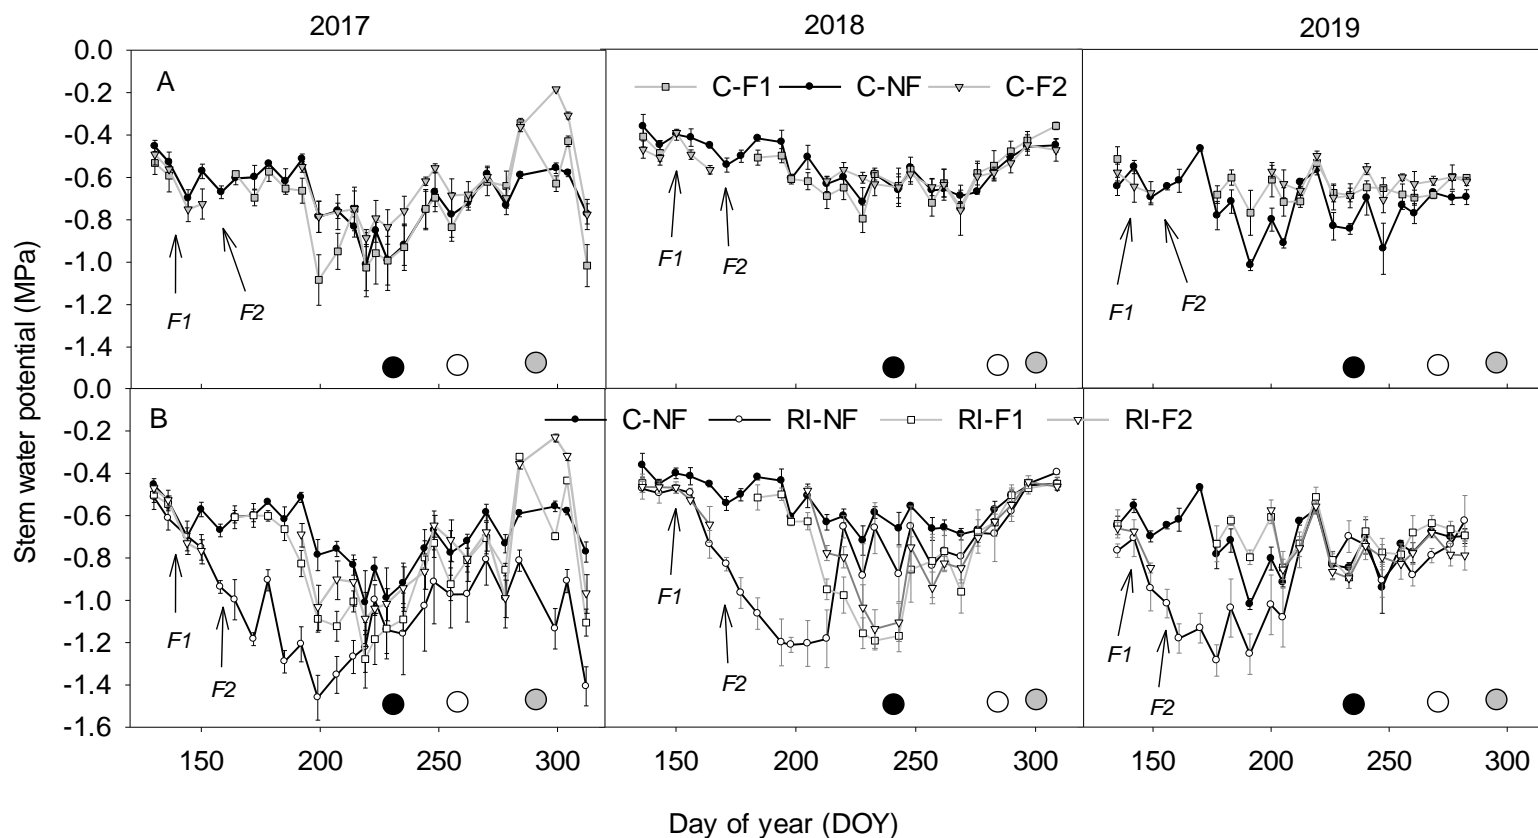 2017 2018 2019
0.0
-0.2
-0.4
-0.6
-0.8
-1.0
-1.2
-1.4
A
C-F1 C-NF C-F2
F1 F2 F1 F2 F1 F2
Stem water potential (MPa)
0.0
-0.2
-0.4
-0.6
-0.8
-1.0
-1.2
-1.4
-1.6
B
C-NF RI-NF RI-F1 RI-F2
F1 F2 F1 F2 F1 F2
150 200 250 300 150 200 250 300 150 200 250 300
Day of year (DOY)